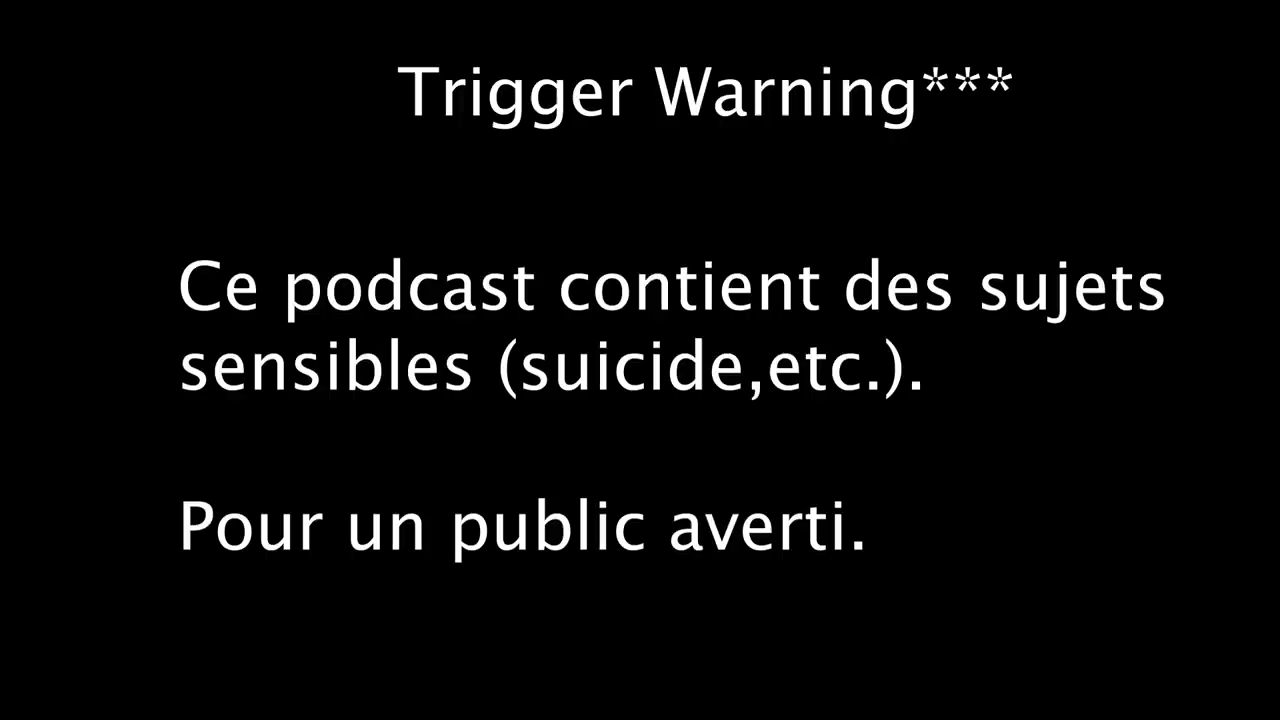 Trigger Warning***
Ce podcast contient des sujets
sensibles (suicide,etc.).
Pour un public averti.